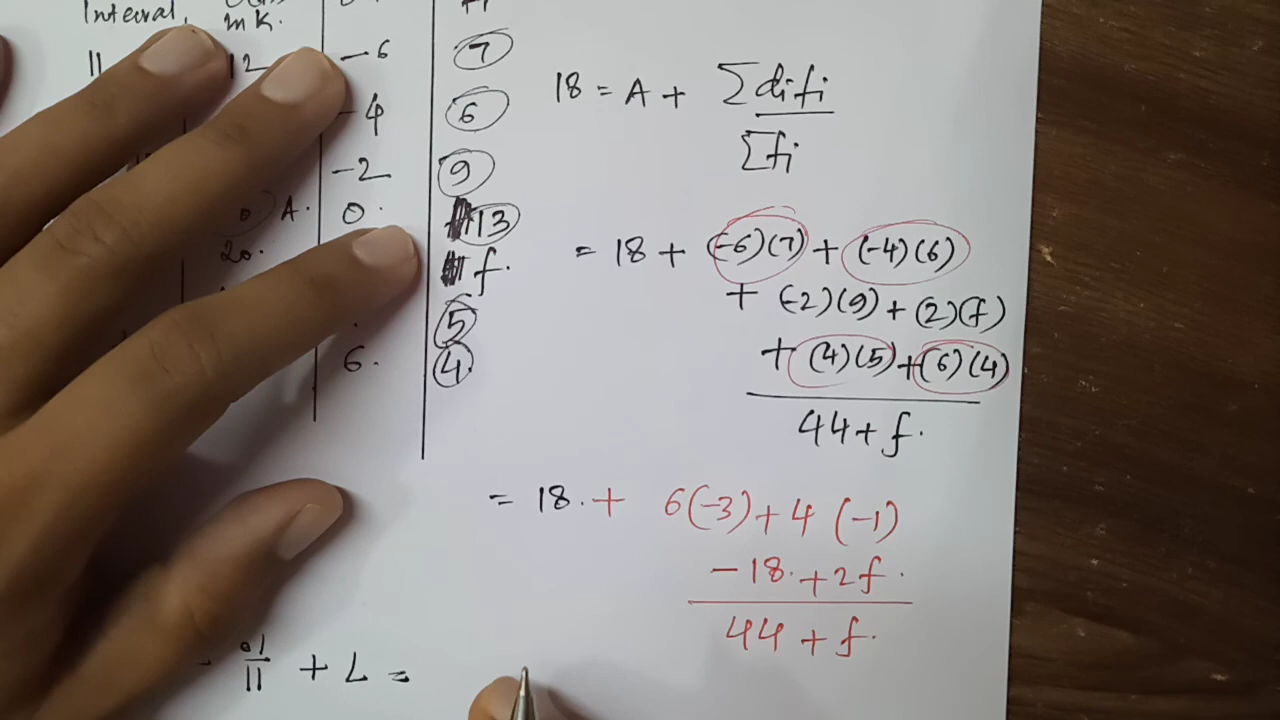 Interval.
mk.
11 12 -6 7
-4 6
-2 9
A. 0. 13
20. f.
5
6. 4
18 = A + Σdifi
Σfi
= 18 + (-6)(7) + (-4)(6)
+ (-2)(9) + (2)(f)
+ (4)(5) + (6)(4)
44 + f.
= 18. + 6(-3) + 4 (-1)
-18. + 2f.
44 + f.